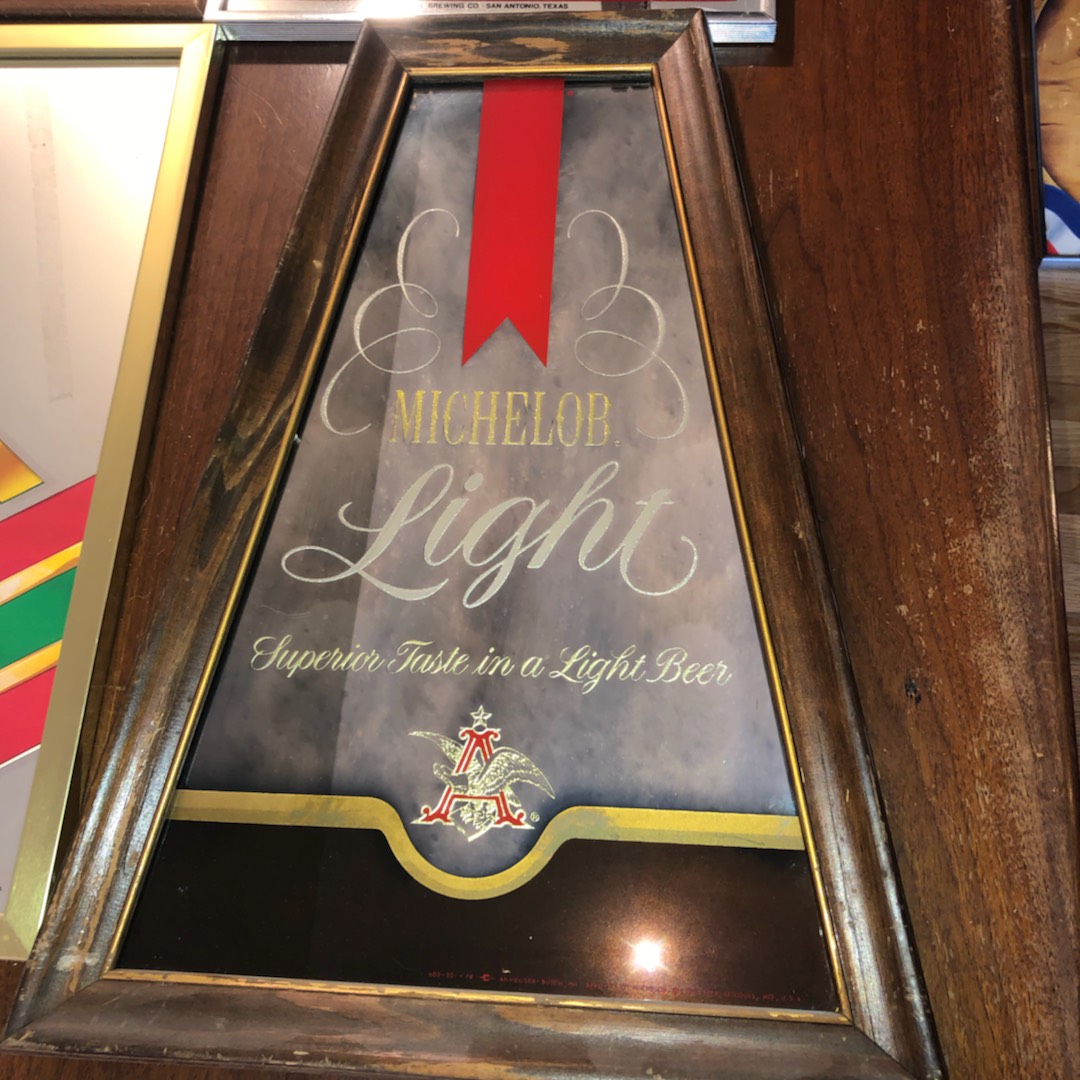 BREWING CO. SAN ANTONIO, TEXAS
MICHELOB
Light
Superior Taste in a Light Beer
A
®